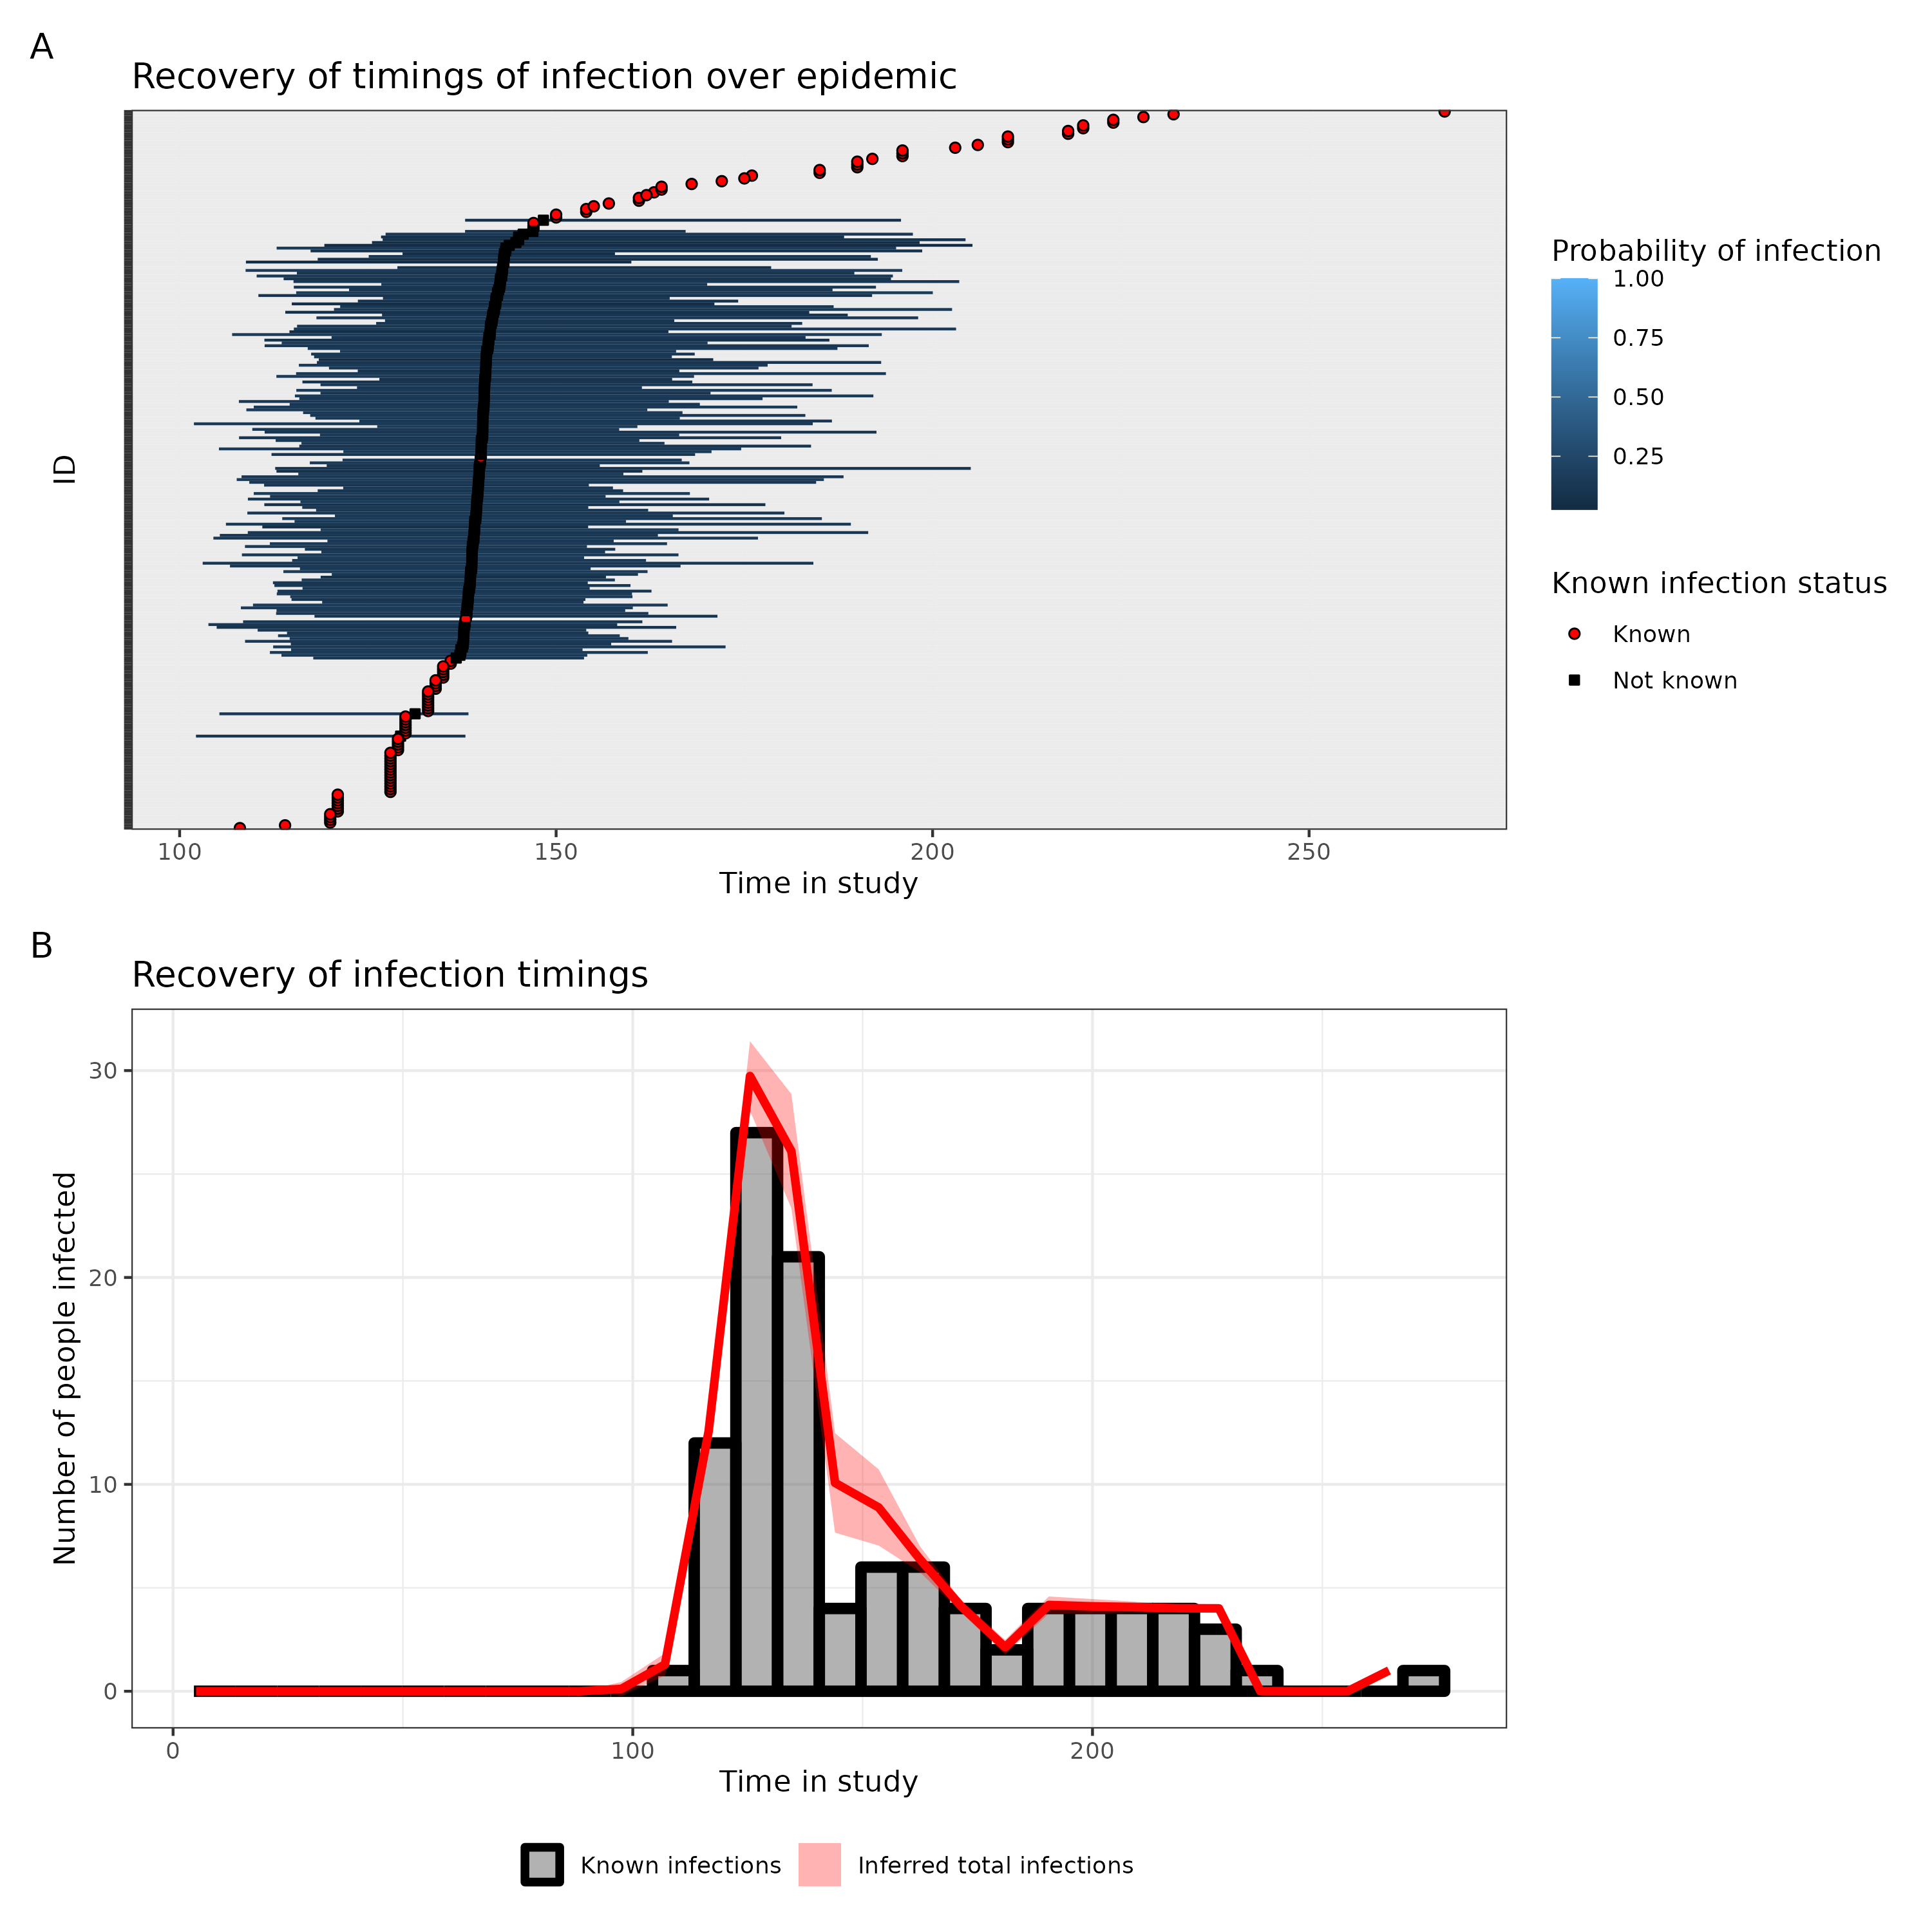 A
Recovery of timings of infection over epidemic
ID
100 150 200 250
Time in study
Probability of infection
1.00
0.75
0.50
0.25
Known infection status
Known
Not known
B
Recovery of infection timings
Number of people infected
30
20
10
0
0 100 200
Time in study
Known infections Inferred total infections